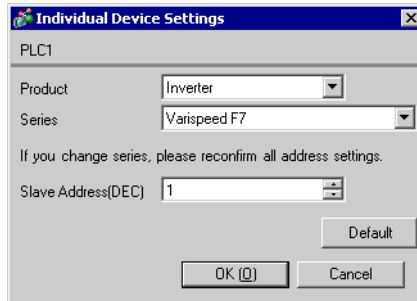 Individual Device Settings
PLC1
Product Inverter
Series Varispeed F7
If you change series, please reconfirm all address settings.
Slave Address(DEC) 1
Default
OK (O) Cancel